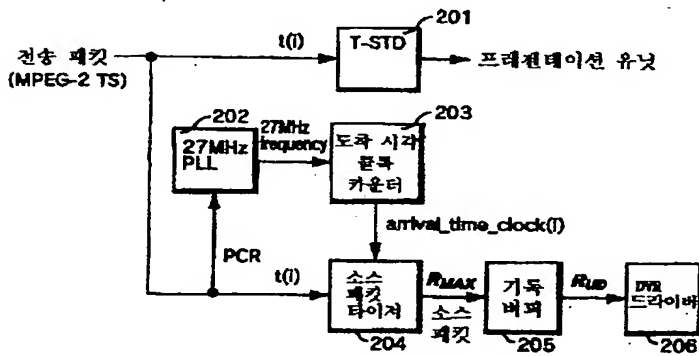 201
전송 패킷
(MPEG-2 TS)
t(i)
T-STD
프레젠테이션 유닛
202
27MHz
PLL
27MHz
frequency
203
도착 시각
클록
카운터
arrival_time_clock(i)
PCR
t(i)
소스
패킷
타이저
204
RMAX
소스
패킷
기록
버퍼
205
RUD
DVR
드라이버
206